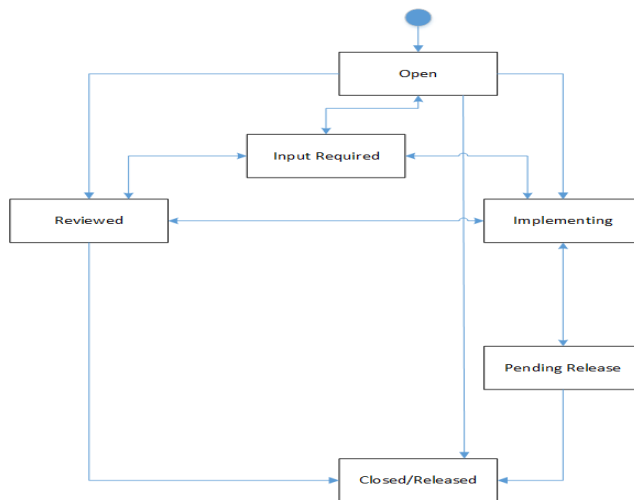 Open
Input Required
Reviewed
Implementing
Pending Release
Closed/Released